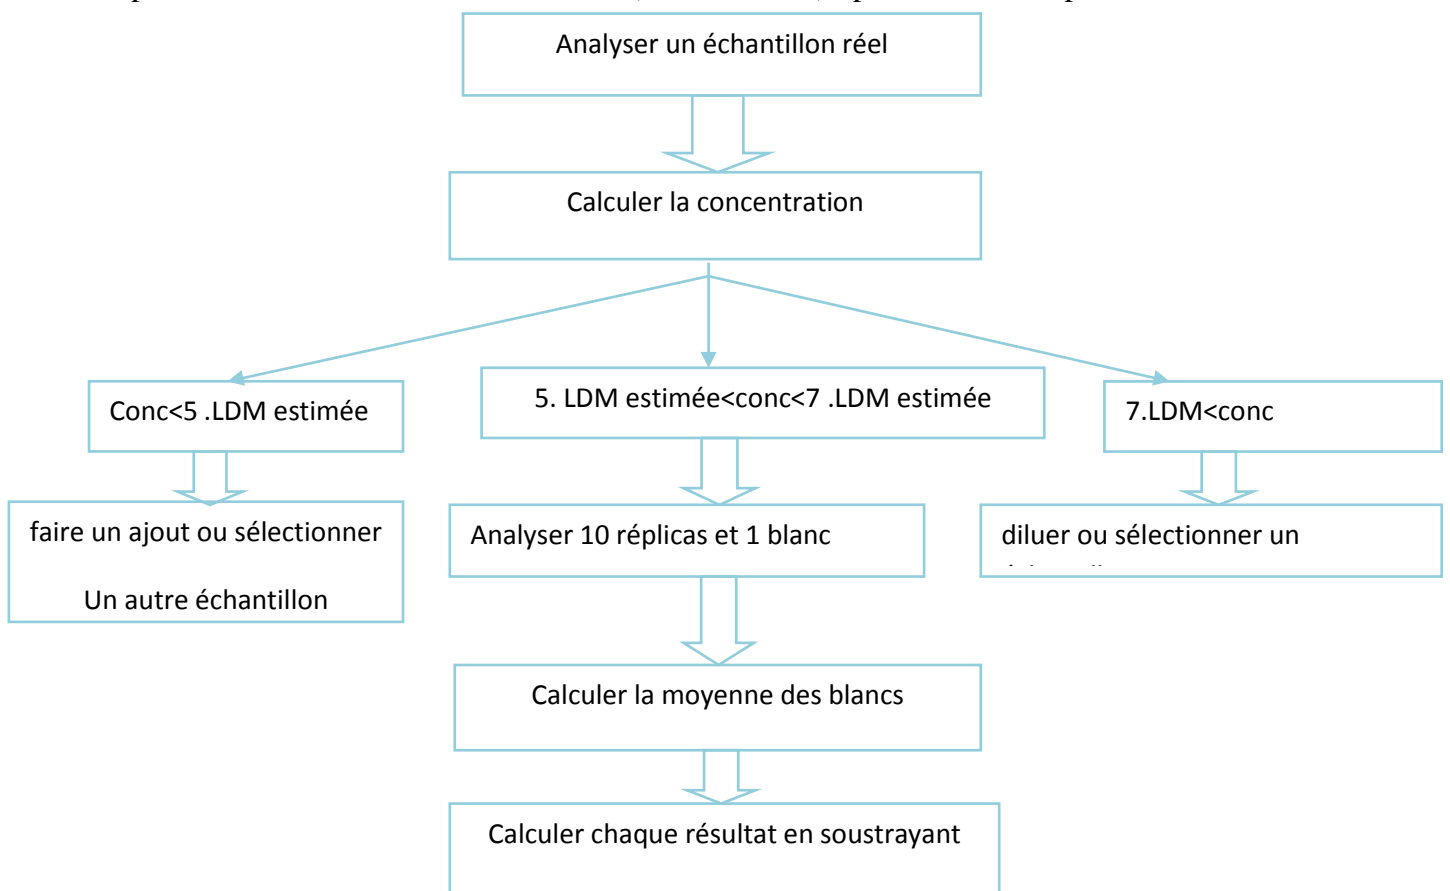 Analyser un échantillon réel
Calculer la concentration
Conc<5 .LDM estimée
5. LDM estimée<conc<7 .LDM estimée
7.LDM<conc
faire un ajout ou sélectionner
Un autre échantillon
Analyser 10 réplicas et 1 blanc
diluer ou sélectionner un
Calculer la moyenne des blancs
Calculer chaque résultat en soustrayant